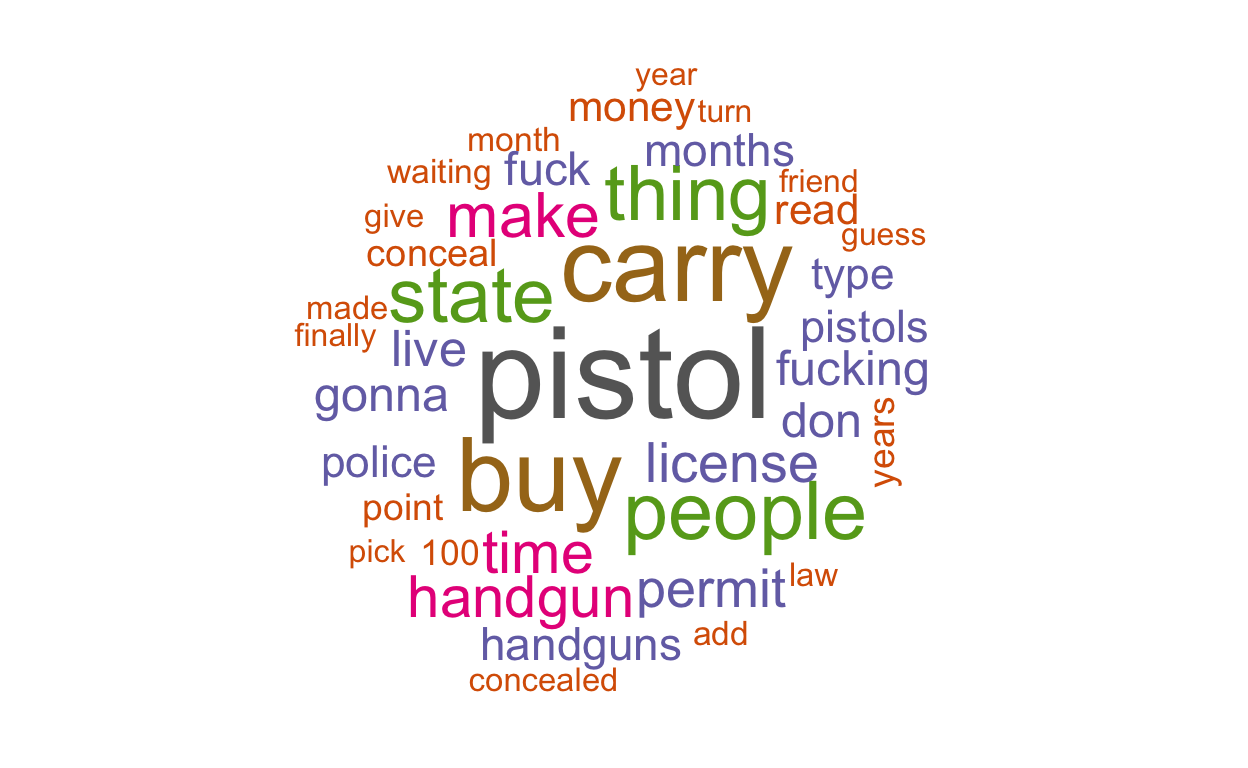 year
money turn
month
months
waiting
fuck
thing
friend
give
make
read
guess
conceal
carry
type
state
made
finally
live
pistol
pistols
fucking
gonna
don
years
police
buy
license
point
people
pick
100
time
law
handgun
permit
handguns
add
concealed